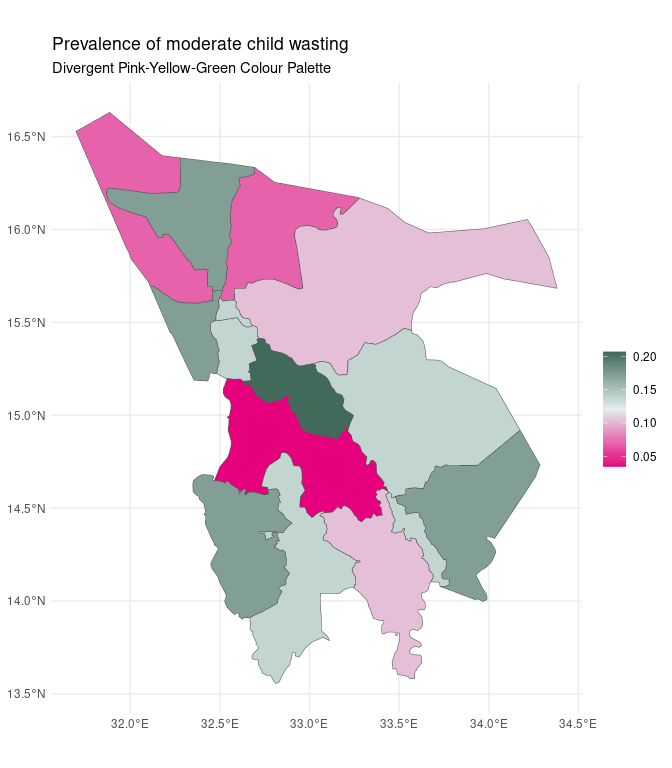 Prevalence of moderate child wasting
Divergent Pink-Yellow-Green Colour Palette
16.5°N
16.0°N
15.5°N
15.0°N
14.5°N
14.0°N
13.5°N
32.0°E 32.5°E 33.0°E 33.5°E 34.0°E 34.5°E
0.20
0.15
0.10
0.05